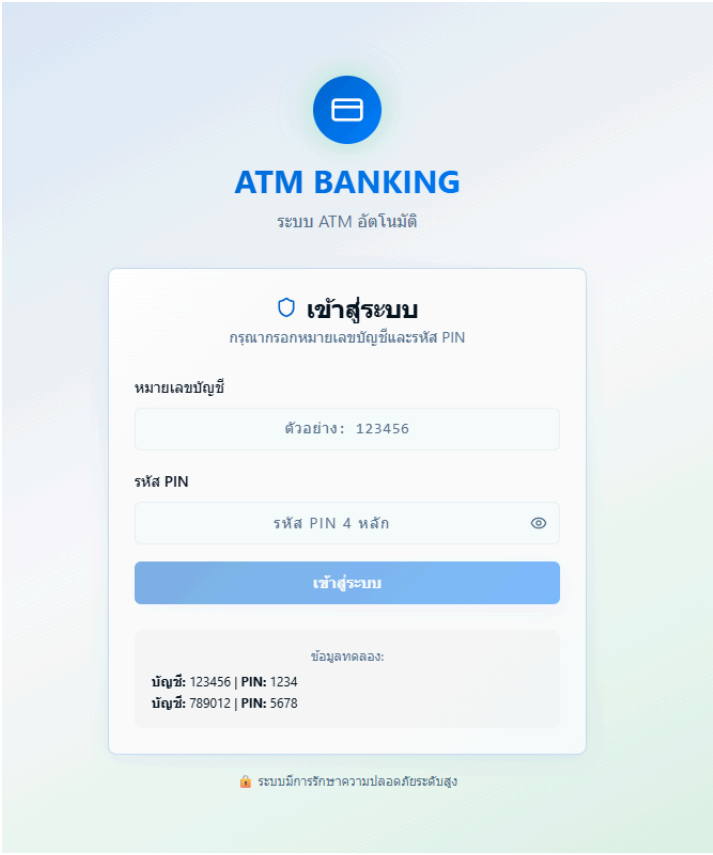 ATM BANKING
ระบบ ATM อัตโนมัติ
เข้าสู่ระบบ
กรุณากรอกหมายเลขบัญชีและรหัส PIN
หมายเลขบัญชี
ตัวอย่าง: 123456
รหัส PIN
รหัส PIN 4 หลัก
เข้าสู่ระบบ
ข้อมูลทดลอง:
บัญชี: 123456 | PIN: 1234
บัญชี: 789012 | PIN: 5678
ระบบมีการรักษาความปลอดภัยระดับสูง